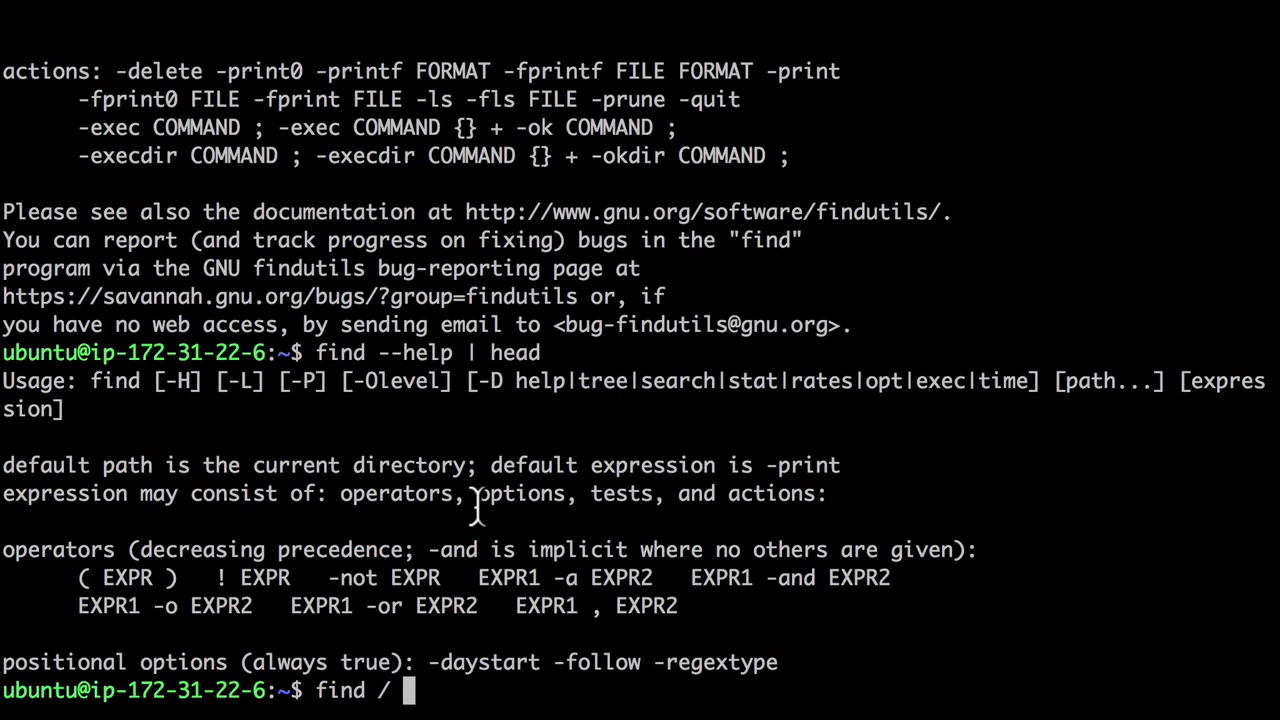 actions: -delete -print0 -printf FORMAT -fprintf FILE FORMAT -print
      -fprint0 FILE -fprint FILE -ls -fls FILE -prune -quit
      -exec COMMAND ; -exec COMMAND {} + -ok COMMAND ;
      -execdir COMMAND ; -execdir COMMAND {} + -okdir COMMAND ;

Please see also the documentation at http://www.gnu.org/software/findutils/.
You can report (and track progress on fixing) bugs in the "find"
program via the GNU findutils bug-reporting page at
https://savannah.gnu.org/bugs/?group=findutils or, if
you have no web access, by sending email to <bug-findutils@gnu.org>.
ubuntu@ip-172-31-22-6:~$ find --help | head
Usage: find [-H] [-L] [-P] [-Olevel] [-D help|tree|search|stat|rates|opt|exec|time] [path...] [expres
sion]

default path is the current directory; default expression is -print
expression may consist of: operators, options, tests, and actions:

operators (decreasing precedence; -and is implicit where no others are given):
      ( EXPR )   ! EXPR   -not EXPR   EXPR1 -a EXPR2   EXPR1 -and EXPR2
      EXPR1 -o EXPR2   EXPR1 -or EXPR2   EXPR1 , EXPR2

positional options (always true): -daystart -follow -regextype
ubuntu@ip-172-31-22-6:~$ find /